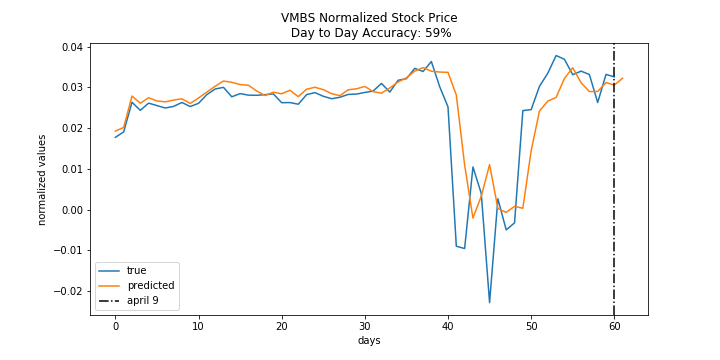 VMBS Normalized Stock Price
Day to Day Accuracy: 59%
normalized values
0.04
0.03
0.02
0.01
0.00
−0.01
−0.02
true
predicted
april 9
0
10
20
30
40
50
60
days